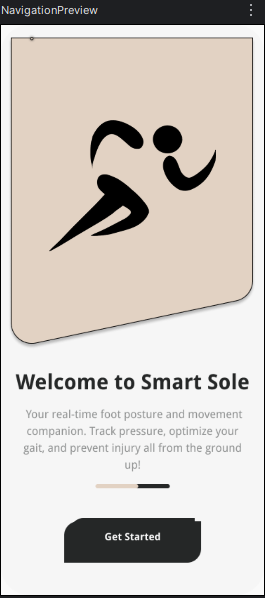 NavigationPreview
Welcome to Smart Sole
Your real-time foot posture and movement
companion. Track pressure, optimize your
gait, and prevent injury all from the ground
up!
Get Started